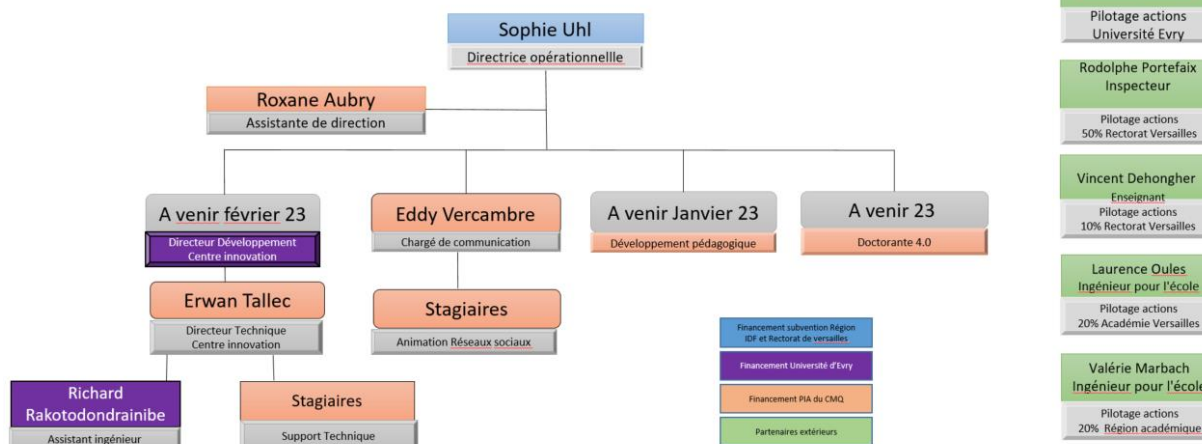 Sophie Uhl
Directrice opérationnellle
Roxane Aubry
Assistante de direction
A venir février 23
Directeur Développement
Centre innovation
Eddy Vercambre
Chargé de communication
A venir Janvier 23
Développement pédagogique
A venir 23
Doctorante 4.0
Erwan Tallec
Directeur Technique
Centre innovation
Stagiaires
Animation Réseaux sociaux
Richard
Rakotodondrainibe
Assistant ingénieur
Stagiaires
Support Technique
Financement subvention Région
IDF et Rectorat de versailles
Financement Université d'Evry
Financement PIA du CMQ
Partenaires extérieurs
Pilotage actions
Université Evry
Rodolphe Portefaix
Inspecteur
Pilotage actions
50% Rectorat Versailles
Vincent Dehongher
Enseignant
Pilotage actions
10% Rectorat Versailles
Laurence Oules
Ingénieur pour l'école
Pilotage actions
20% Académie Versailles
Valérie Marbach
Ingénieur pour l'école
Pilotage actions
20% Région académique